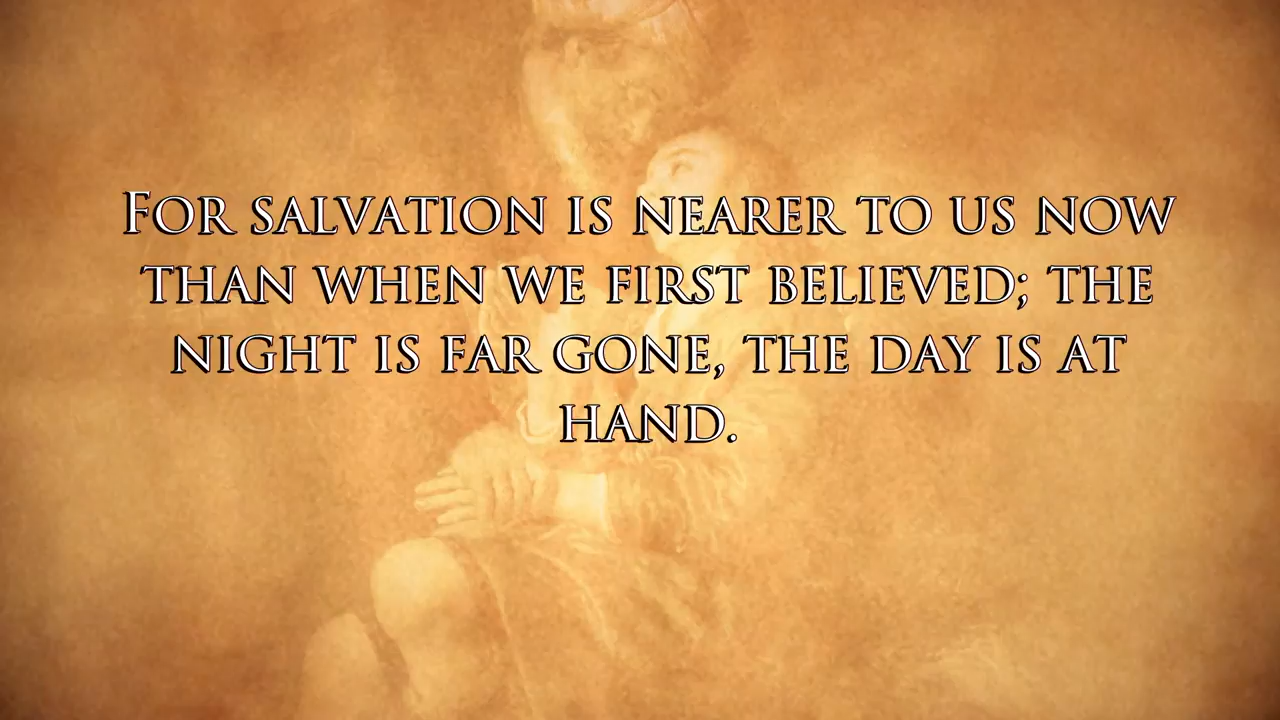 For salvation is nearer to us now
than when we first believed; the
night is far gone, the day is at
hand.